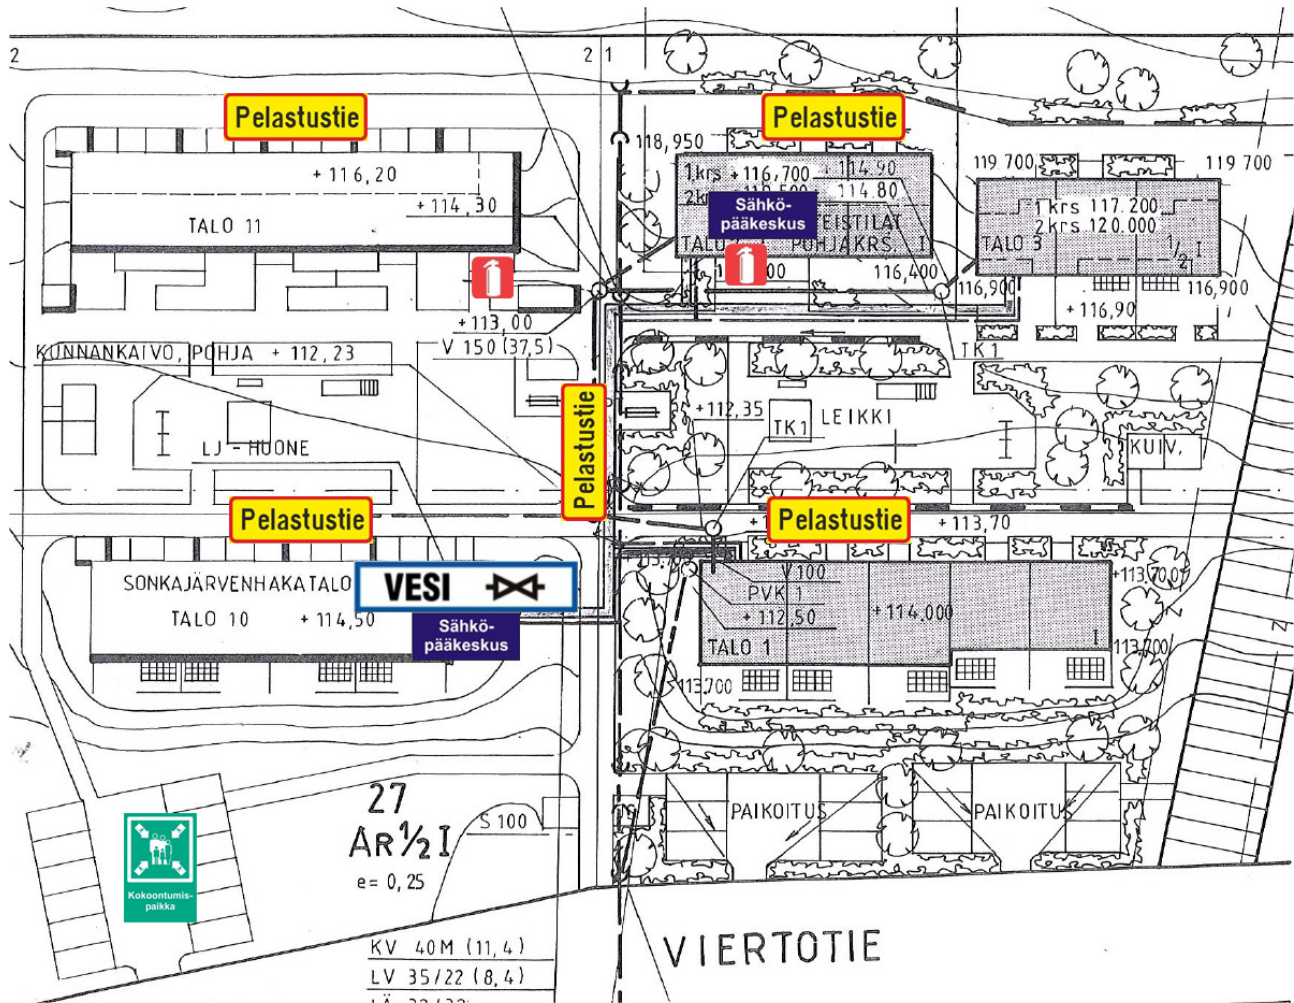 2
2 1
Pelastustie
Pelastustie
118,950
119 700
119 700
+ 116,20
+ 114,30
TALO 11
1krs + 116,700
+ 114.90
114.80
Sähkö-
pääkeskus
POHJAKRS. I
116,400
1 krs 117.200
2 krs 120.000
TALO 3
1/2 I
116,900
116,900
+ 116,90
+ 113,00
V 150 (37,5)
KUNNANKAIVO, POHJA + 112,23
TK 1
Pelastustie
+ 112,35
TK 1
LEIKKI
KUIV.
LJ - HUONE
Pelastustie
Pelastustie
+ 113,70
SONKAJÄRVENHAKATALO
VESI
TALO 10
+ 114,50
Sähkö-
pääkeskus
V 100
PVK 1
+ 112,50
+ 114.000
TALO 1
I
113,700
113,700
27
AR 1/2 I
e = 0,25
S 100
PAIKOITUS
PAIKOITUS
Kokoontumis-
paikka
KV 40M (11,4)
LV 35/22 (8,4)
VIERTOTIE